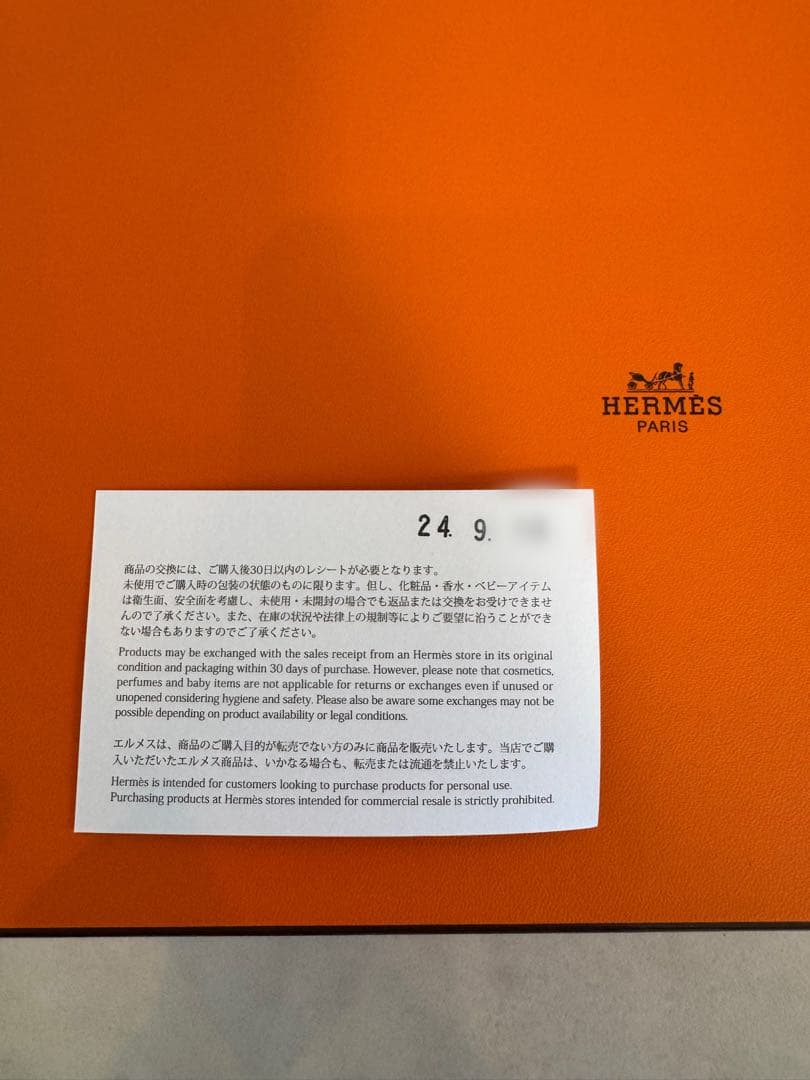 HERMÈS
PARIS
24. 9.
商品の交換には、ご購入後30日以内のレシートが必要となります。
未使用でご購入時の包装の状態のものに限ります。但し、化粧品・香水・ベビーアイテム
は衛生面、安全面を考慮し、未使用・未開封の場合でも返品または交換をお受けできませ
んので了承ください。また、在庫の状況や法律上の規制等によりご要望に沿うことができ
ない場合もありますのでご了承ください。
Products may be exchanged with the sales receipt from an Hermès store in its original
condition and packaging within 30 days of purchase. However, please note that cosmetics,
perfumes and baby items are not applicable for returns or exchanges even if unused or
unopened considering hygiene and safety. Please also be aware some exchanges may not be
possible depending on product availability or legal conditions.
エルメスは、商品のご購入目的が転売でない方のみに商品を販売いたします。当店でご購
入いただいたエルメス商品は、いかなる場合も、転売または流通を禁止いたします。
Hermès is intended for customers looking to purchase products for personal use.
Purchasing products at Hermès stores intended for commercial resale is strictly prohibited.